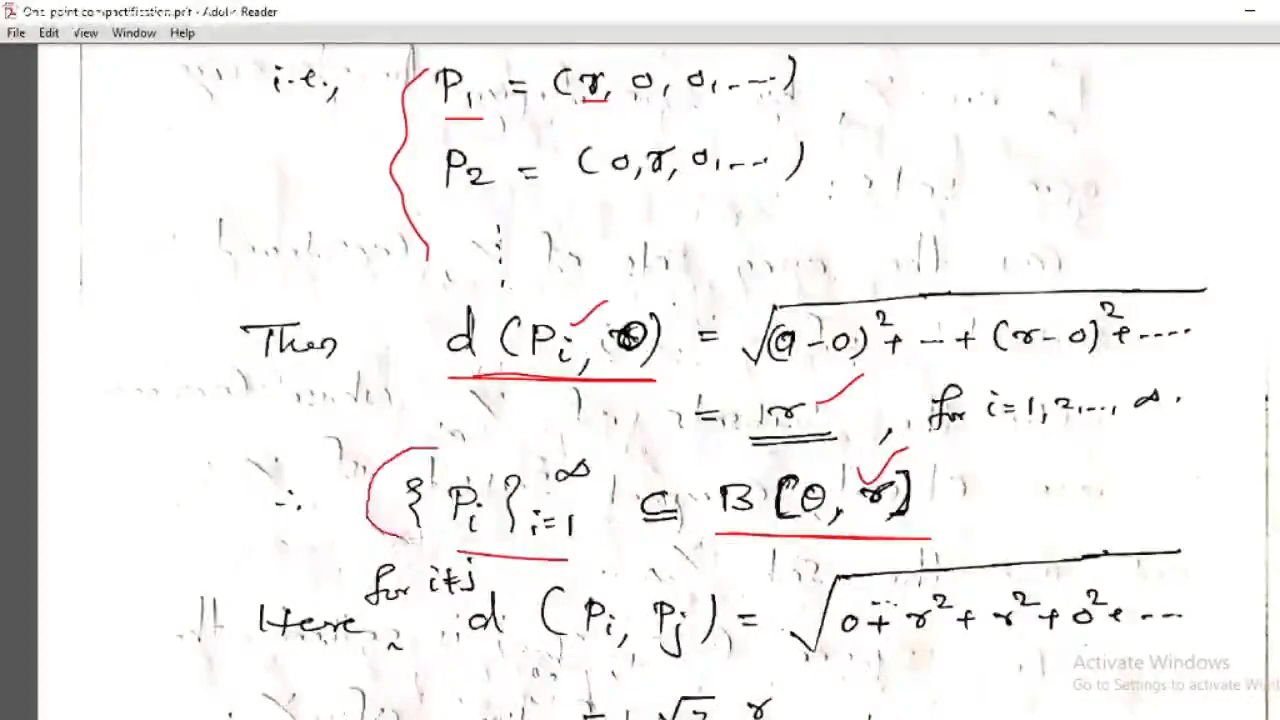 One point compactification.pdf - Adobe Reader
File Edit View Window Help
i.e., P₁ = (r, 0, 0, ...)
P₂ = (0, r, 0, ...)
⋮
Then d(Pᵢ, θ) = √((0-0)² + ... + (r-0)² + ....
= r, for i=1,2,..., ∞.
∴ {Pᵢ}ᵢ₌₁^∞ ⊆ B[θ, r]
for i≠j
Here, d(Pᵢ, Pⱼ) = √(0+ ... r² + r² + 0² + ...
= √2 r
Activate Windows
Go to Settings to activate Wi